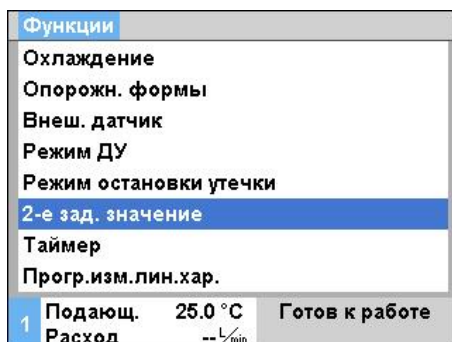 Функции
Охлаждение
Опорожн. формы
Внеш. датчик
Режим ДУ
Режим остановки утечки
2-е зад. значение
Таймер
Прогр.изм.лин.хар.
1 Подающ. 25.0 °C Готов к работе
Расход -- L/min